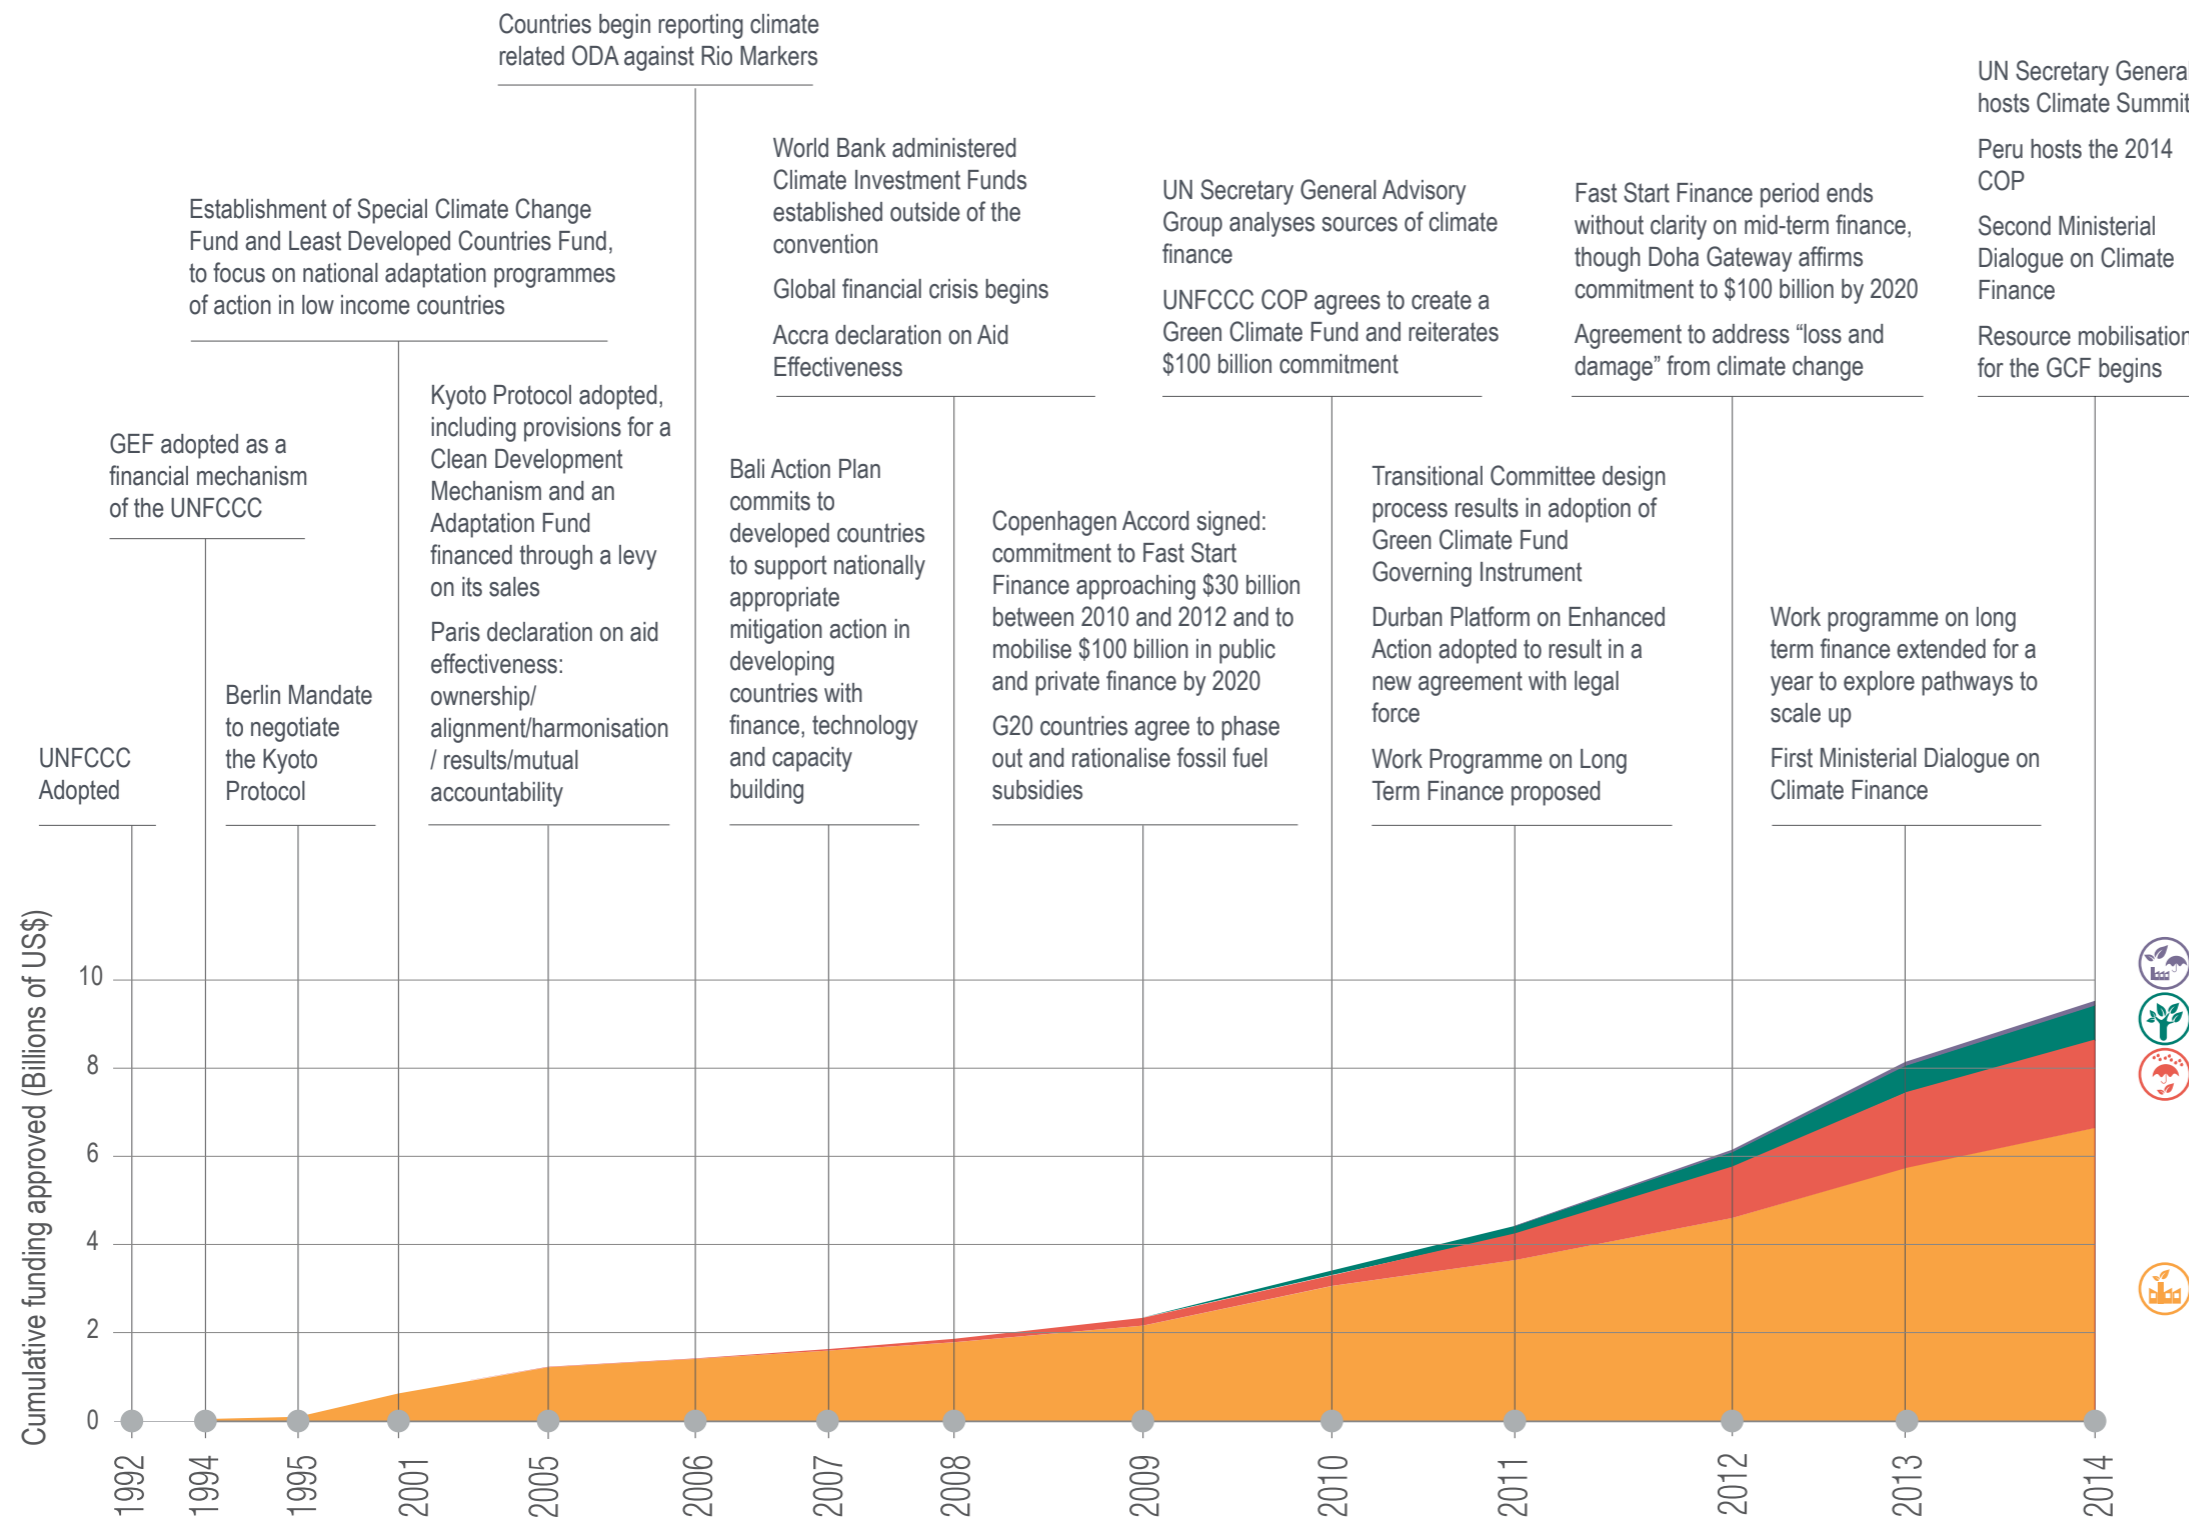 Countries begin reporting climate
related ODA against Rio Markers
UN Secretary General
hosts Climate Summit
Peru hosts the 2014
COP
Second Ministerial
Dialogue on Climate
Finance
Resource mobilisation
for the GCF begins
World Bank administered
Climate Investment Funds
established outside of the
convention
Global financial crisis begins
Accra declaration on Aid
Effectiveness
UN Secretary General Advisory
Group analyses sources of climate
finance
UNFCCC COP agrees to create a
Green Climate Fund and reiterates
$100 billion commitment
Fast Start Finance period ends
without clarity on mid-term finance,
though Doha Gateway affirms
commitment to $100 billion by 2020
Agreement to address “loss and
damage” from climate change
Establishment of Special Climate Change
Fund and Least Developed Countries Fund,
to focus on national adaptation programmes
of action in low income countries
GEF adopted as a
financial mechanism
of the UNFCCC
Kyoto Protocol adopted,
including provisions for a
Clean Development
Mechanism and an
Adaptation Fund
financed through a levy
on its sales
Paris declaration on aid
effectiveness:
ownership/
alignment/harmonisation
/ results/mutual
accountability
Bali Action Plan
commits to
developed countries
to support nationally
appropriate
mitigation action in
developing
countries with
finance, technology
and capacity
building
Copenhagen Accord signed:
commitment to Fast Start
Finance approaching $30 billion
between 2010 and 2012 and to
mobilise $100 billion in public
and private finance by 2020
G20 countries agree to phase
out and rationalise fossil fuel
subsidies
Transitional Committee design
process results in adoption of
Green Climate Fund
Governing Instrument
Durban Platform on Enhanced
Action adopted to result in a
new agreement with legal
force
Work Programme on Long
Term Finance proposed
Work programme on long
term finance extended for a
year to explore pathways to
scale up
First Ministerial Dialogue on
Climate Finance
UNFCCC
Adopted
Berlin Mandate
to negotiate
the Kyoto
Protocol
Cumulative funding approved (Billions of US$)
10
8
6
4
2
0
1992
1994
1995
2001
2005
2006
2007
2008
2009
2010
2011
2012
2013
2014